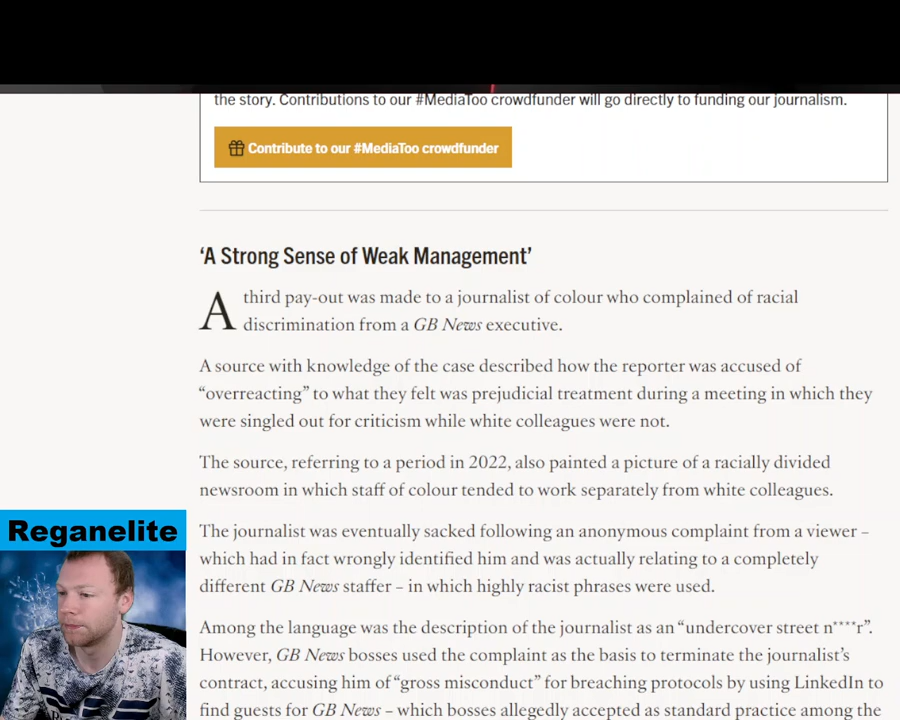 the story. Contributions to our #MediaToo crowdfunder will go directly to funding our journalism.
Contribute to our #MediaToo crowdfunder
‘A Strong Sense of Weak Management’
A third pay-out was made to a journalist of colour who complained of racial
discrimination from a GB News executive.
A source with knowledge of the case described how the reporter was accused of
“overreacting” to what they felt was prejudicial treatment during a meeting in which they
were singled out for criticism while white colleagues were not.
The source, referring to a period in 2022, also painted a picture of a racially divided
newsroom in which staff of colour tended to work separately from white colleagues.
The journalist was eventually sacked following an anonymous complaint from a viewer –
which had in fact wrongly identified him and was actually relating to a completely
different GB News staffer – in which highly racist phrases were used.
Among the language was the description of the journalist as an “undercover street n****r”.
However, GB News bosses used the complaint as the basis to terminate the journalist’s
contract, accusing him of “gross misconduct” for breaching protocols by using LinkedIn to
find guests for GB News – which bosses allegedly accepted as standard practice among the
Reganelite